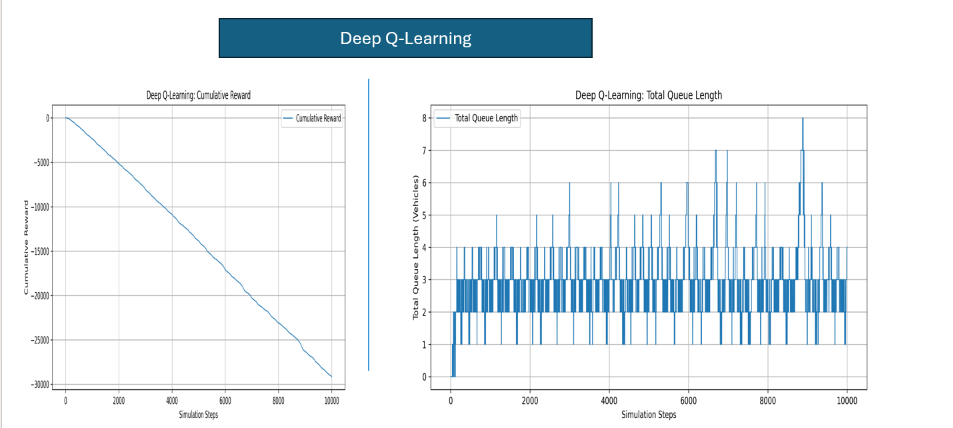 Deep Q-Learning
Deep Q-Learning: Cumulative Reward
Cumulative Reward
Cumulative Reward
0
−5000
−10000
−15000
−20000
−25000
−30000
0 2000 4000 6000 8000 10000
Simulation Steps
Deep Q-Learning: Total Queue Length
Total Queue Length
Total Queue Length (Vehicles)
8
7
6
5
4
3
2
1
0
0 2000 4000 6000 8000 10000
Simulation Steps